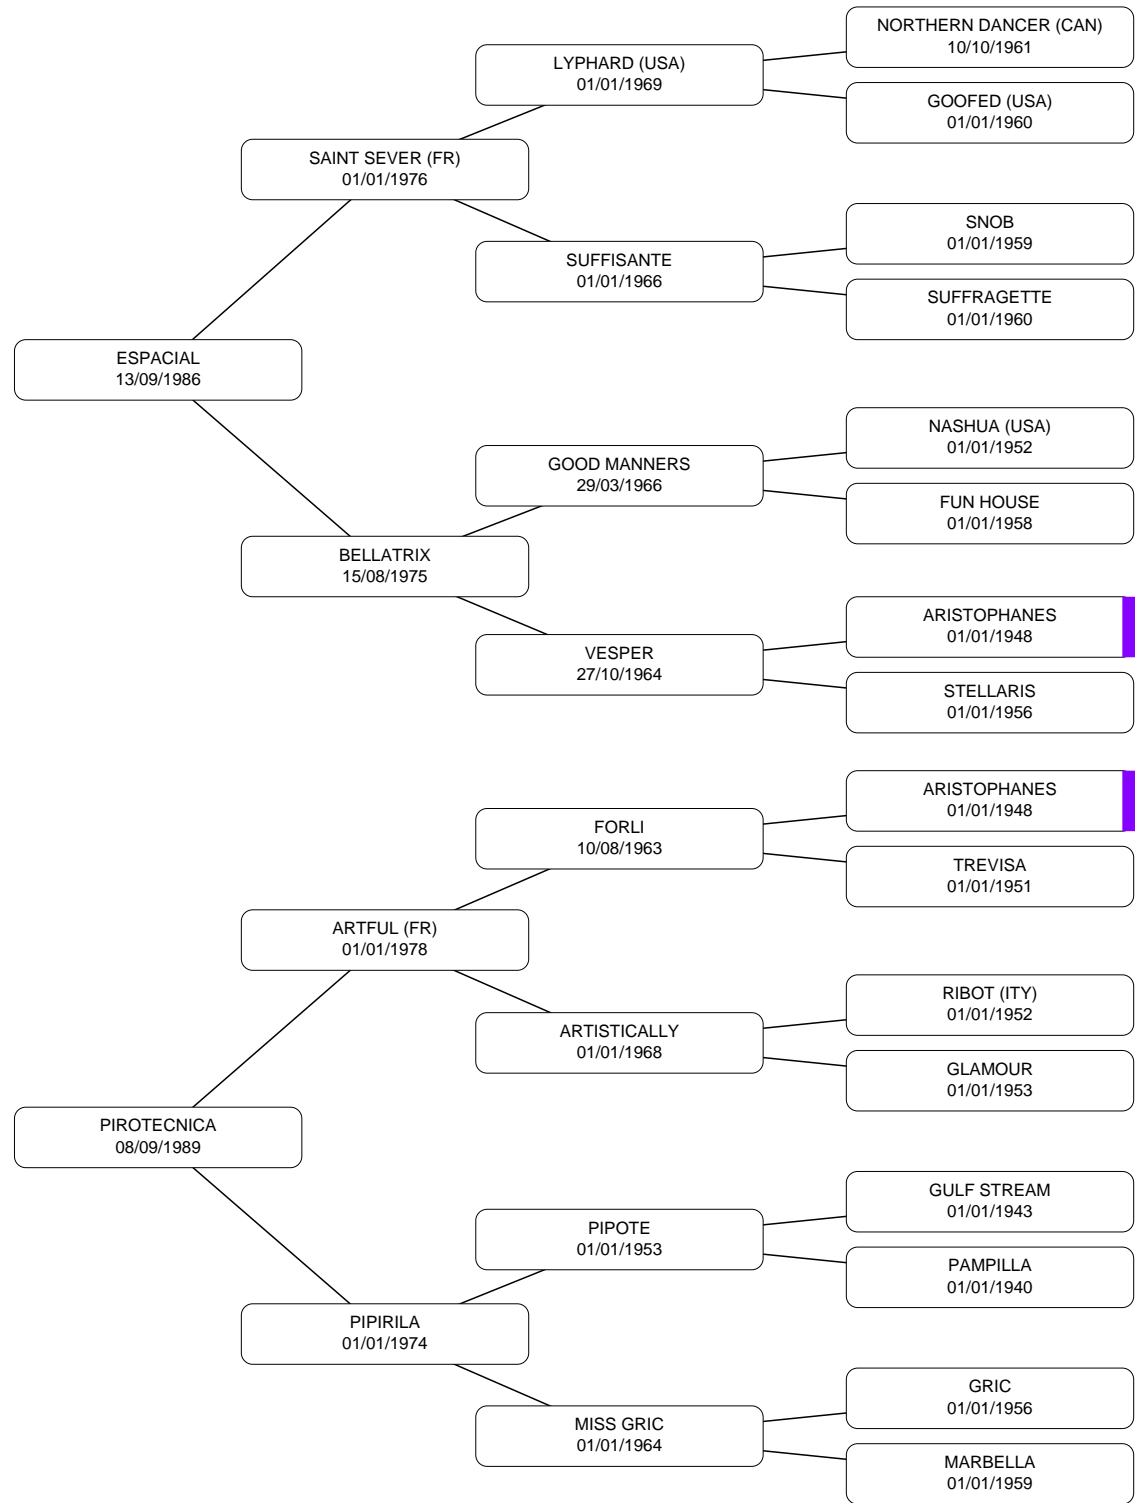 NORTHERN DANCER (CAN)
10/10/1961
LYPHARD (USA)
01/01/1969
GOOFED (USA)
01/01/1960
SAINT SEVER (FR)
01/01/1976
SNOB
01/01/1959
SUFFISANTE
01/01/1966
SUFFRAGETTE
01/01/1960
ESPACIAL
13/09/1986
NASHUA (USA)
01/01/1952
GOOD MANNERS
29/03/1966
FUN HOUSE
01/01/1958
BELLATRIX
15/08/1975
ARISTOPHANES
01/01/1948
VESPER
27/10/1964
STELLARIS
01/01/1956
ARISTOPHANES
01/01/1948
FORLI
10/08/1963
TREVISA
01/01/1951
ARTFUL (FR)
01/01/1978
RIBOT (ITY)
01/01/1952
ARTISTICALLY
01/01/1968
GLAMOUR
01/01/1953
PIROTECNICA
08/09/1989
GULF STREAM
01/01/1943
PIPOTE
01/01/1953
PAMPILLA
01/01/1940
PIPIRILA
01/01/1974
GRIC
01/01/1956
MISS GRIC
01/01/1964
MARBELLA
01/01/1959